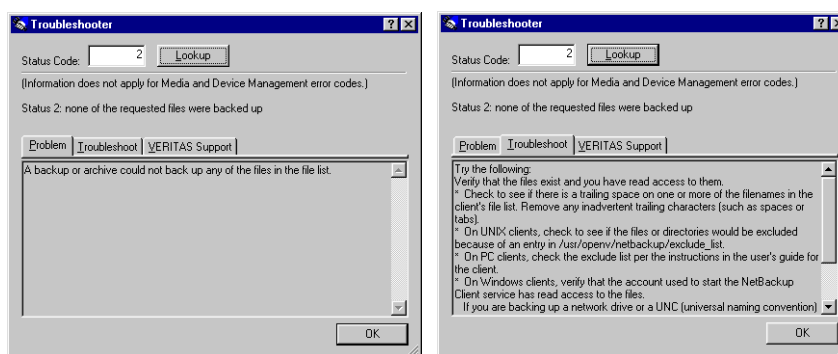 Troubleshooter
Status Code: 2 Lookup
(Information does not apply for Media and Device Management error codes.)
Status 2: none of the requested files were backed up
Problem Troubleshoot VERITAS Support
A backup or archive could not back up any of the files in the file list.
OK
Troubleshooter
Status Code: 2 Lookup
(Information does not apply for Media and Device Management error codes.)
Status 2: none of the requested files were backed up
Problem Troubleshoot VERITAS Support
Try the following:
Verify that the files exist and you have read access to them.
* Check to see if there is a trailing space on one or more of the filenames in the
client's file list. Remove any inadvertent trailing characters (such as spaces or
tabs).
* On UNIX clients, check to see if the files or directories would be excluded
because of an entry in /usr/openv/netbackup/exclude_list.
* On PC clients, check the exclude list per the instructions in the user's guide for
the client.
* On Windows clients, verify that the account used to start the NetBackup
Client service has read access to the files.
If you are backing up a network drive or a UNC (universal naming convention)
OK